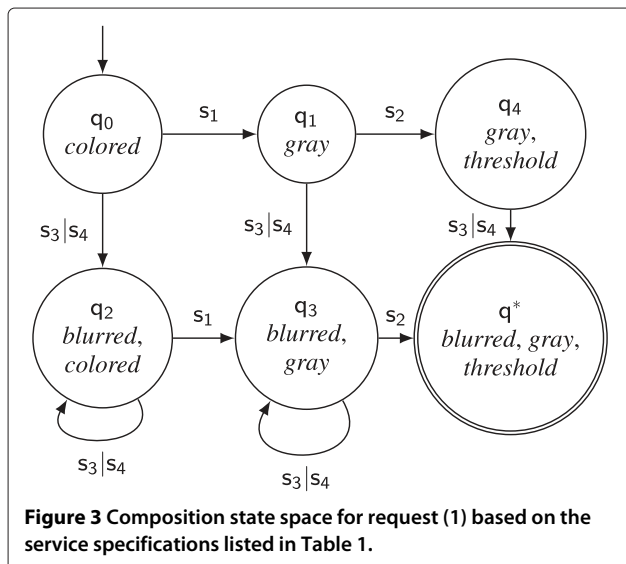 q0
colored
s1
q1
gray
s2
q4
gray,
threshold
s3|s4
s3|s4
s3|s4
q2
blurred,
colored
s1
q3
blurred,
gray
s2
q*
blurred, gray,
threshold
s3|s4
s3|s4
Figure 3 Composition state space for request (1) based on the
service specifications listed in Table 1.